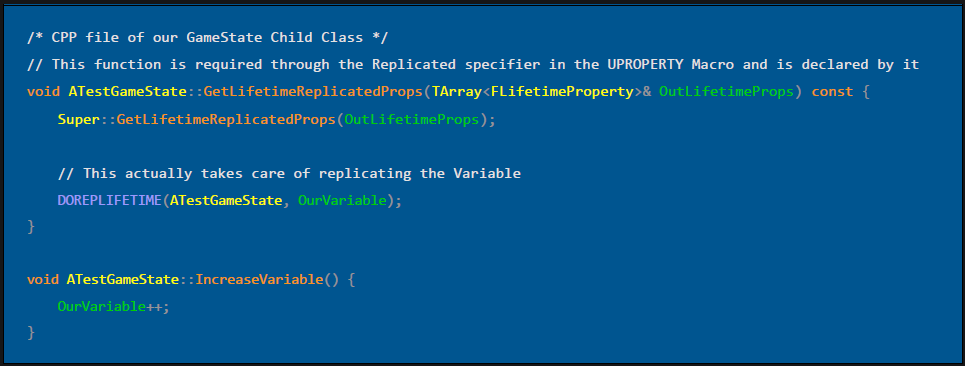 /* CPP file of our GameState Child Class */
// This function is required through the Replicated specifier in the UPROPERTY Macro and is declared by it
void ATestGameState::GetLifetimeReplicatedProps(TArray<FLifetimeProperty>& OutLifetimeProps) const {
Super::GetLifetimeReplicatedProps(OutLifetimeProps);
// This actually takes care of replicating the Variable
DOREPLIFETIME(ATestGameState, OurVariable);
}
void ATestGameState::IncreaseVariable() {
OurVariable++;
}